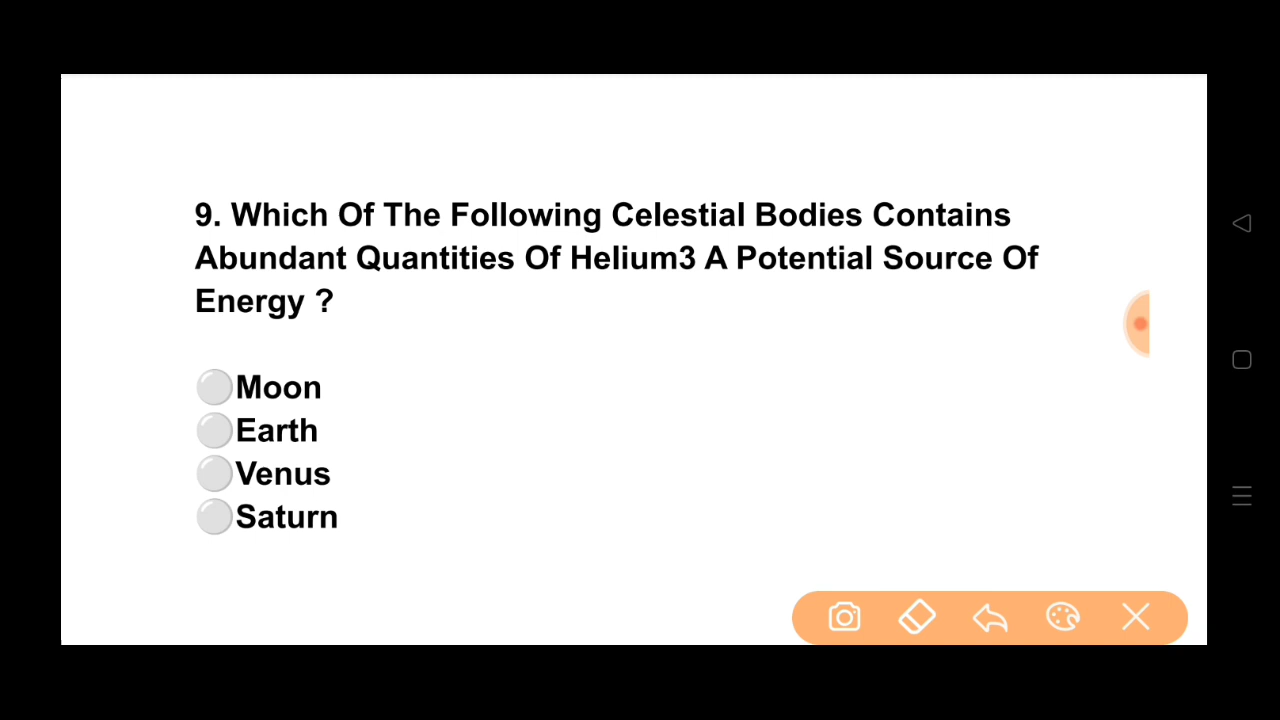 9. Which Of The Following Celestial Bodies Contains
Abundant Quantities Of Helium3 A Potential Source Of
Energy ?
Moon
Earth
Venus
Saturn